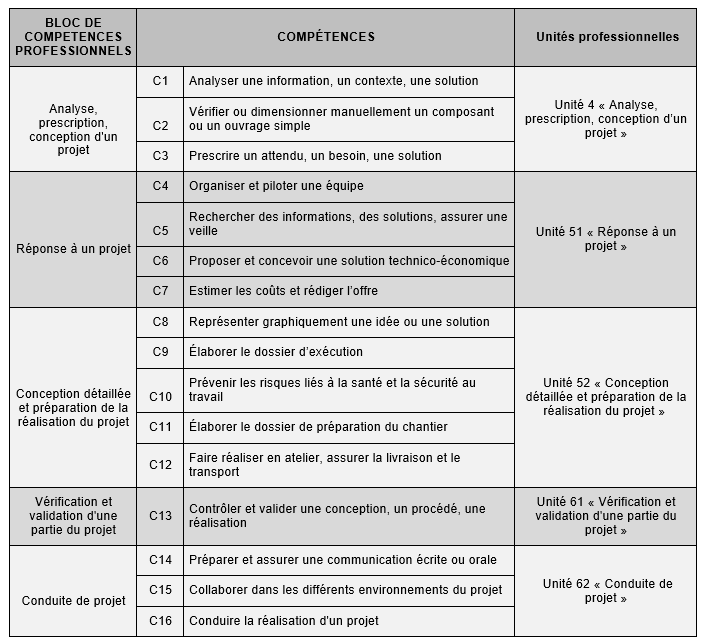 BLOC DE
COMPETENCES
PROFESSIONNELS
COMPÉTENCES
Unités professionnelles
Analyse,
prescription,
conception d'un
projet
C1
Analyser une information, un contexte, une solution
C2
Vérifier ou dimensionner manuellement un composant
ou un ouvrage simple
C3
Prescrire un attendu, un besoin, une solution
Unité 4 « Analyse,
prescription, conception d'un
projet »
Réponse à un projet
C4
Organiser et piloter une équipe
C5
Rechercher des informations, des solutions, assurer une
veille
C6
Proposer et concevoir une solution technico-économique
C7
Estimer les coûts et rédiger l'offre
Unité 51 « Réponse à un
projet »
Conception détaillée
et préparation de la
réalisation du projet
C8
Représenter graphiquement une idée ou une solution
C9
Élaborer le dossier d'exécution
C10
Prévenir les risques liés à la santé et la sécurité au
travail
C11
Élaborer le dossier de préparation du chantier
C12
Faire réaliser en atelier, assurer la livraison et le
transport
Unité 52 « Conception
détaillée et préparation de la
réalisation du projet »
Vérification et
validation d'une
partie du projet
C13
Contrôler et valider une conception, un procédé, une
réalisation
Unité 61 « Vérification et
validation d'une partie du
projet »
Conduite de projet
C14
Préparer et assurer une communication écrite ou orale
C15
Collaborer dans les différents environnements du projet
C16
Conduire la réalisation d'un projet
Unité 62 « Conduite de
projet »